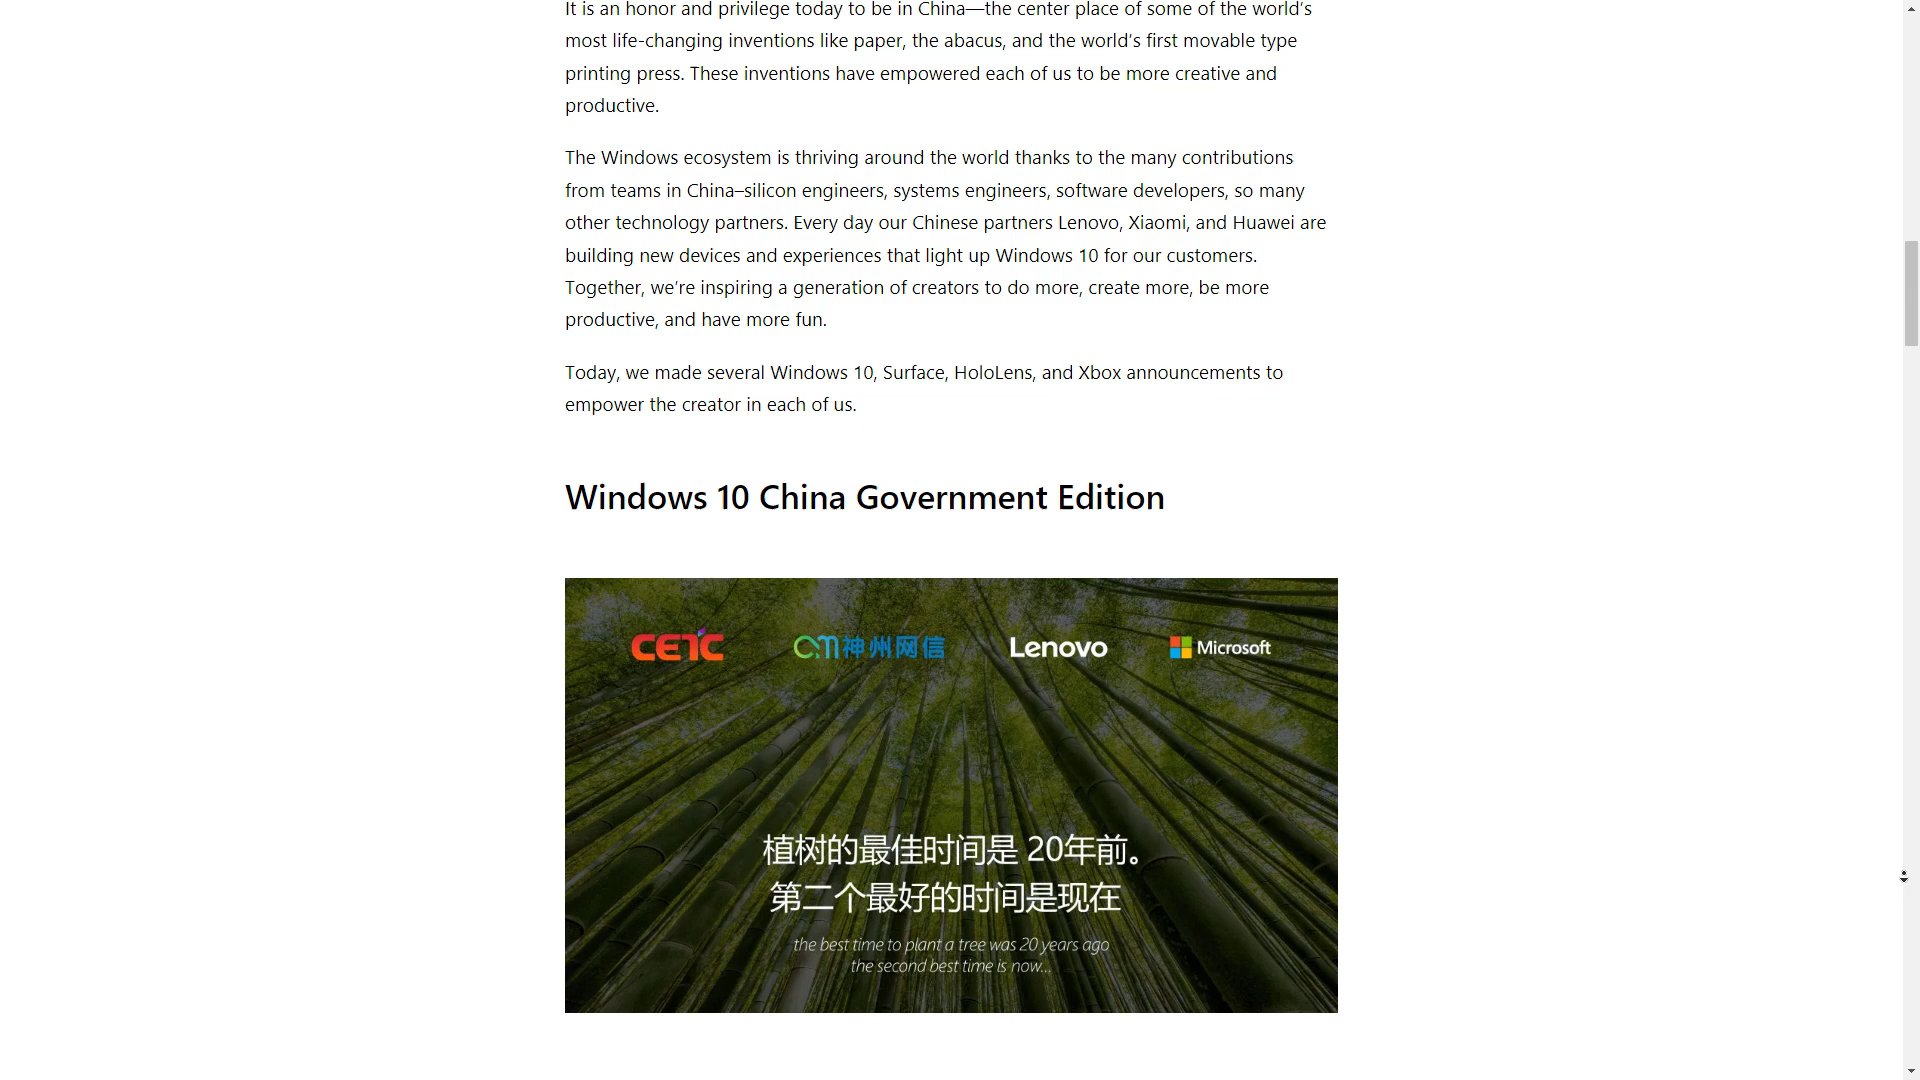 It is an honor and privilege today to be in China—the center place of some of the world’s
most life-changing inventions like paper, the abacus, and the world’s first movable type
printing press. These inventions have empowered each of us to be more creative and
productive.
The Windows ecosystem is thriving around the world thanks to the many contributions
from teams in China–silicon engineers, systems engineers, software developers, so many
other technology partners. Every day our Chinese partners Lenovo, Xiaomi, and Huawei are
building new devices and experiences that light up Windows 10 for our customers.
Together, we’re inspiring a generation of creators to do more, create more, be more
productive, and have more fun.
Today, we made several Windows 10, Surface, HoloLens, and Xbox announcements to
empower the creator in each of us.
Windows 10 China Government Edition
CETC 神州网信 Lenovo Microsoft
植树的最佳时间是 20年前。
第二个最好的时间是现在
the best time to plant a tree was 20 years ago
the second best time is now...